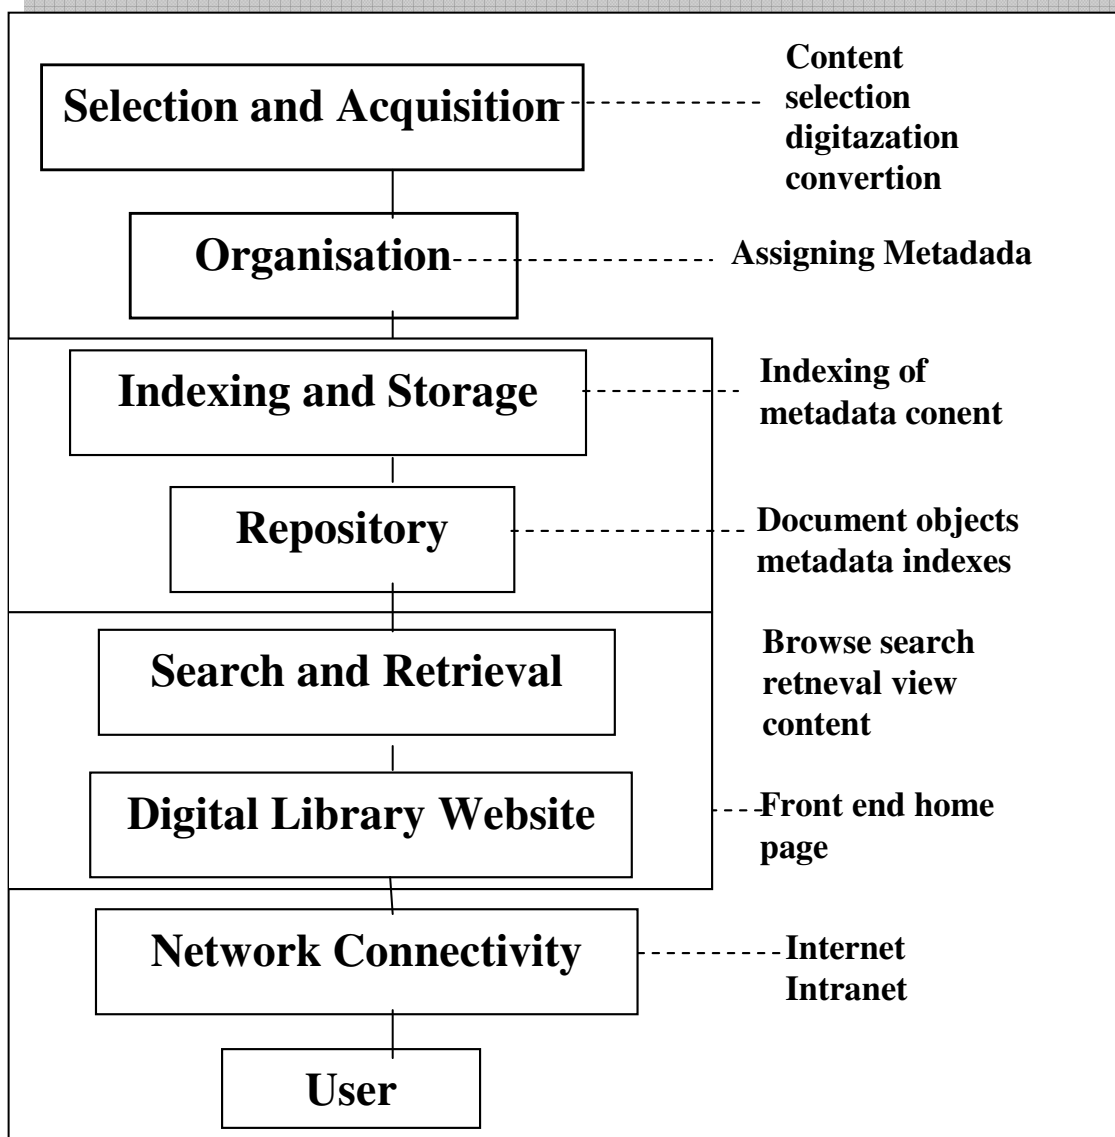 Selection and Acquisition
Content
selection
digitazation
convertion
Organisation
Assigning Metadada
Indexing and Storage
Indexing of
metadata conent
Repository
Document objects
metadata indexes
Search and Retrieval
Browse search
retneval view
content
Digital Library Website
Front end home
page
Network Connectivity
Internet
Intranet
User